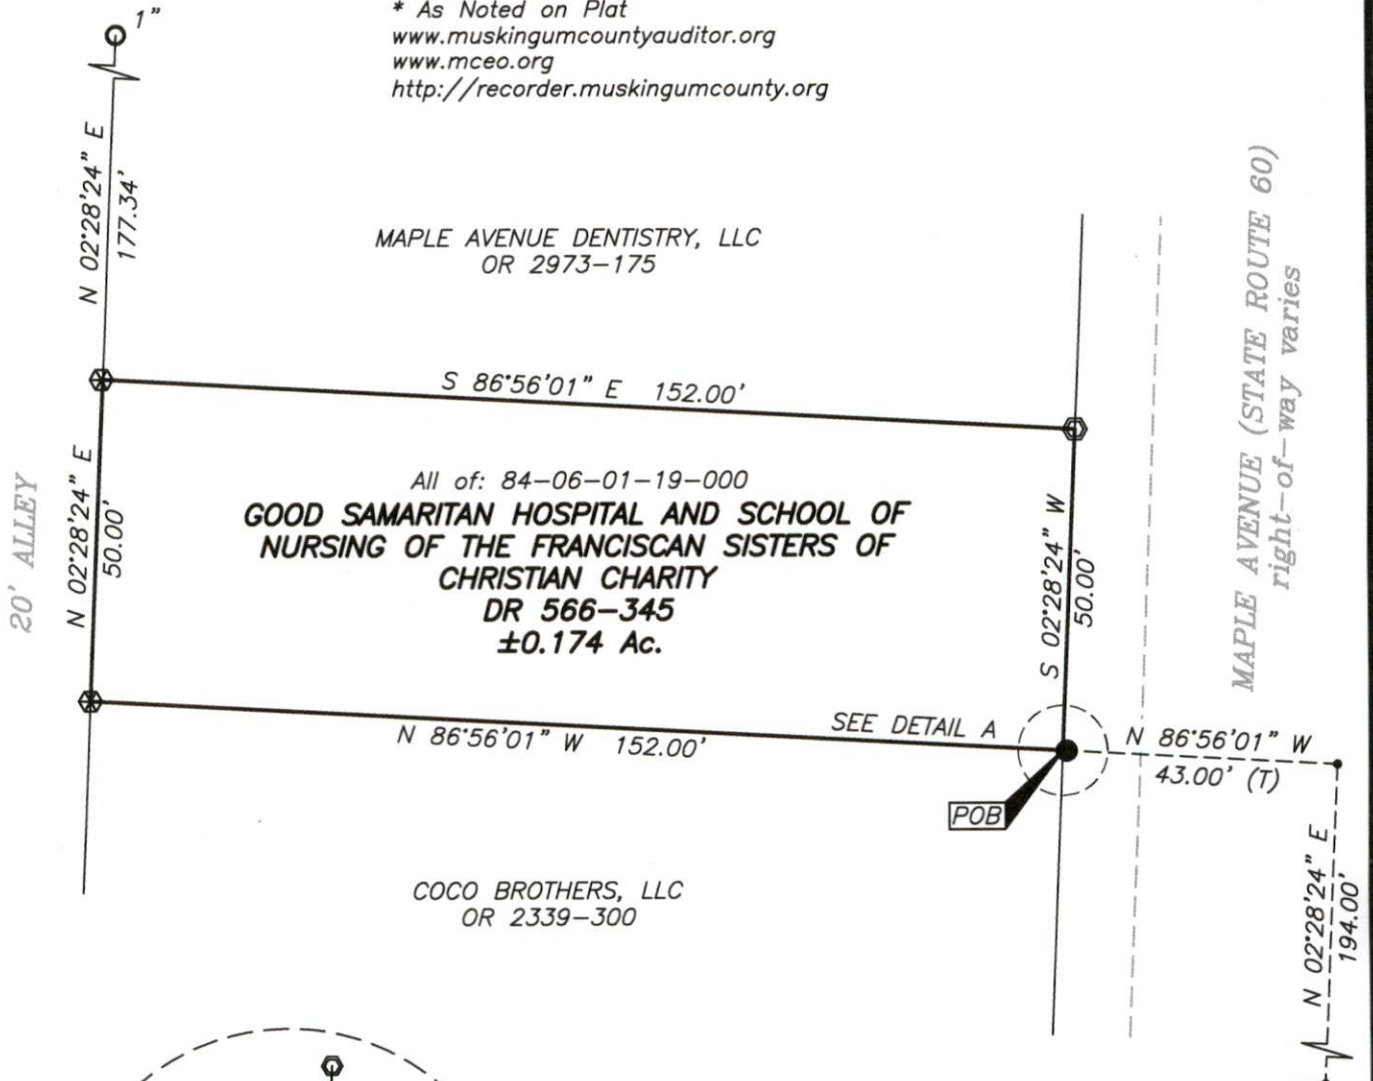 1"
* As Noted on Plat
www.muskingumcountyauditor.org
www.mceo.org
http://recorder.muskingumcounty.org
N 02°28'24" E
177.34'
MAPLE AVENUE DENTISTRY, LLC
OR 2973-175
MAPLE AVENUE (STATE ROUTE 60)
right-of-way varies
S 86°56'01" E 152.00'
20' ALLEY
N 02°28'24" E
50.00'
All of: 84-06-01-19-000
GOOD SAMARITAN HOSPITAL AND SCHOOL OF
NURSING OF THE FRANCISCAN SISTERS OF
CHRISTIAN CHARITY
DR 566-345
±0.174 Ac.
S 02°28'24" W
50.00'
N 86°56'01" W 152.00'
SEE DETAIL A
N 86°56'01" W
43.00' (T)
POB
COCO BROTHERS, LLC
OR 2339-300
N 02°28'24" E
194.00'